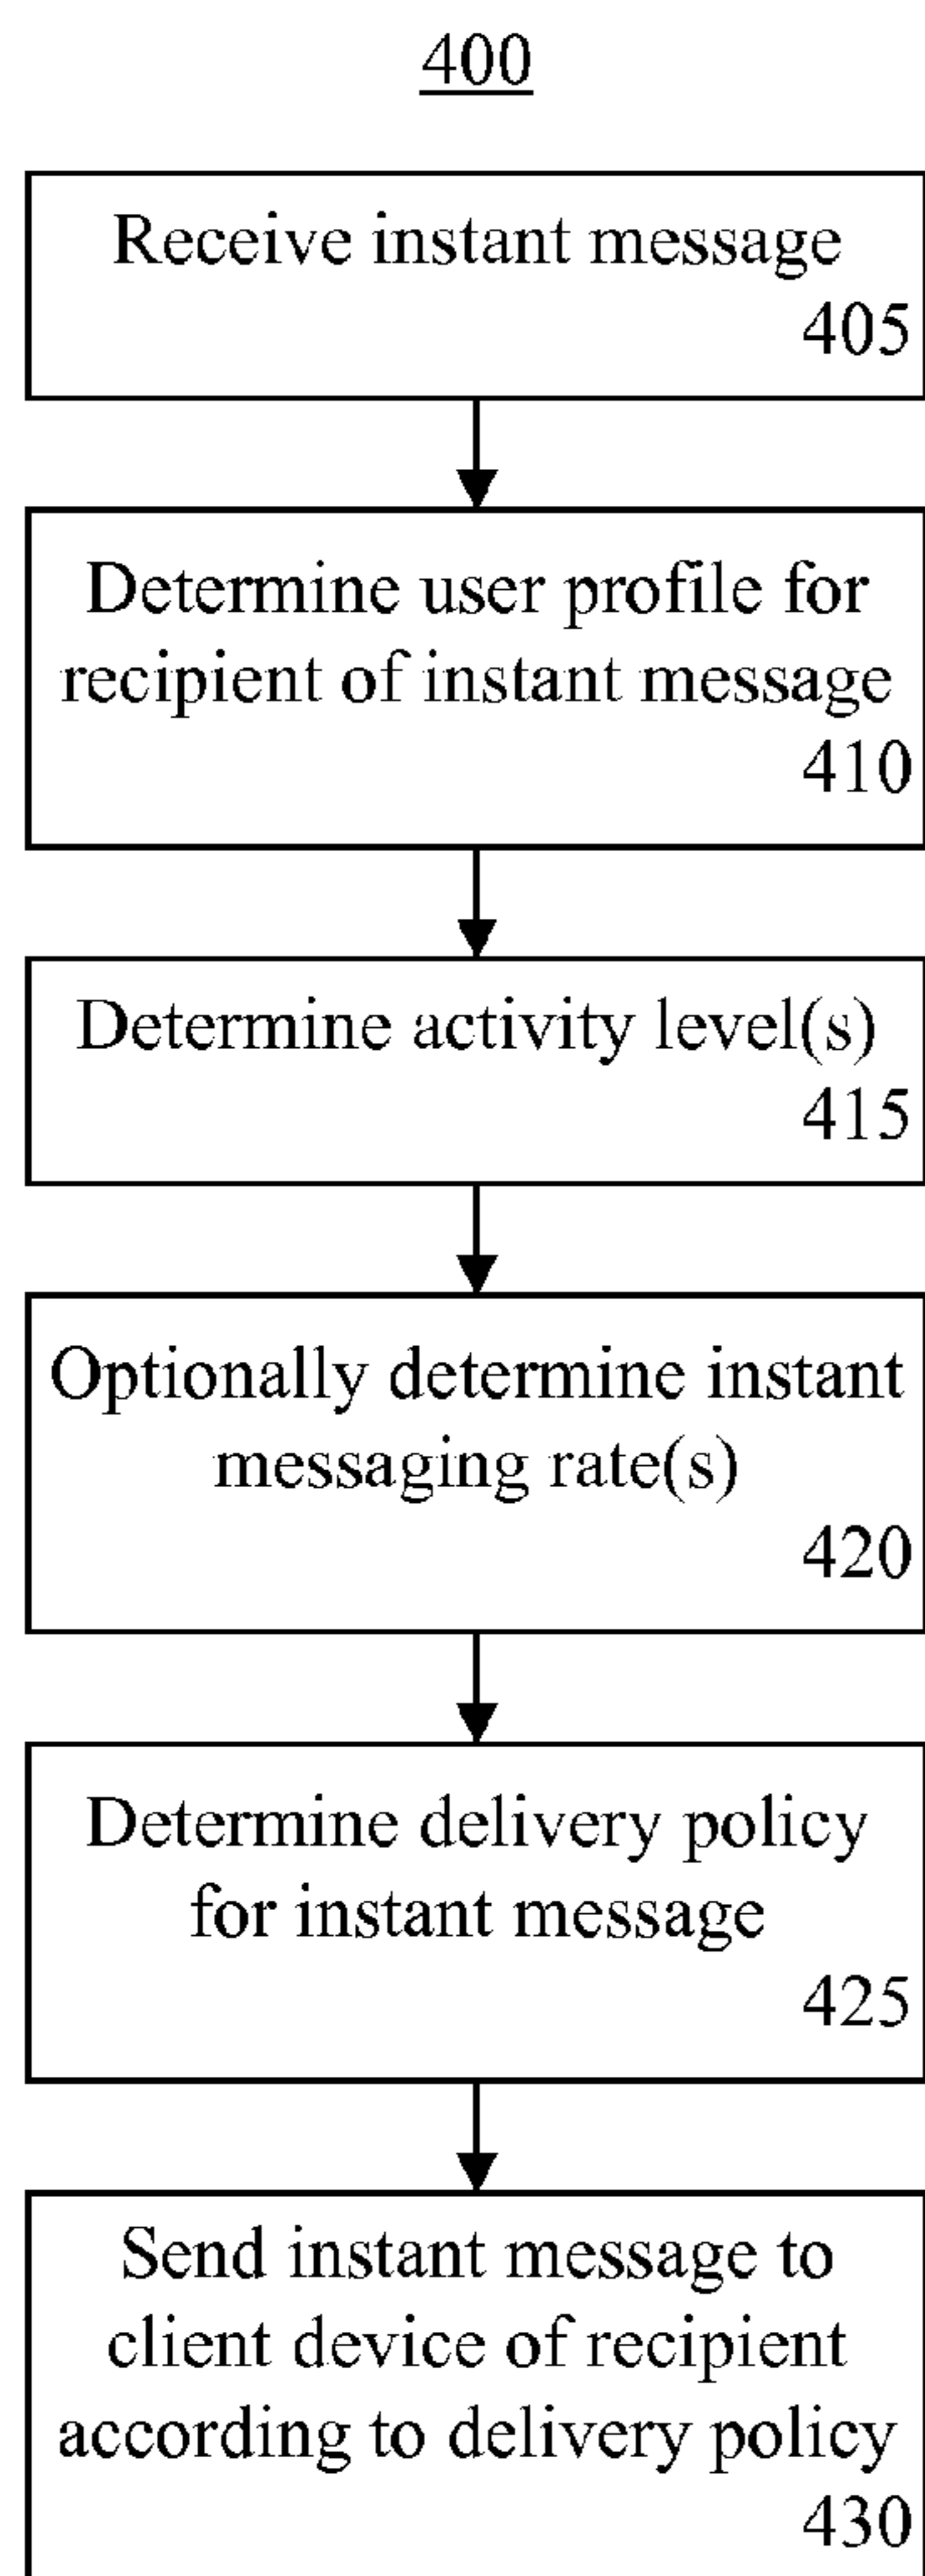 400
Receive instant message
405
Determine user profile for
recipient of instant message
410
Determine activity level(s)
415
Optionally determine instant
messaging rate(s)
420
Determine delivery policy
for instant message
425
Send instant message to
client device of recipient
according to delivery policy
430